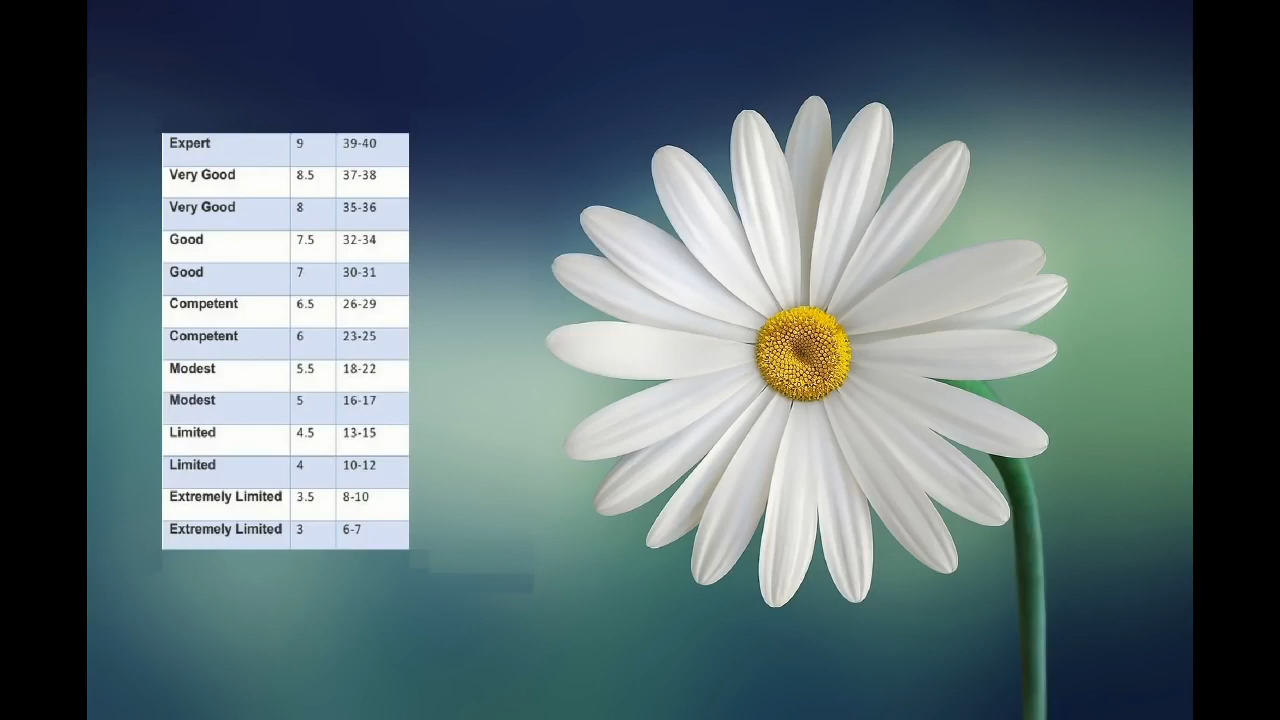 Expert 9 39-40
Very Good 8.5 37-38
Very Good 8 35-36
Good 7.5 32-34
Good 7 30-31
Competent 6.5 26-29
Competent 6 23-25
Modest 5.5 18-22
Modest 5 16-17
Limited 4.5 13-15
Limited 4 10-12
Extremely Limited 3.5 8-10
Extremely Limited 3 6-7